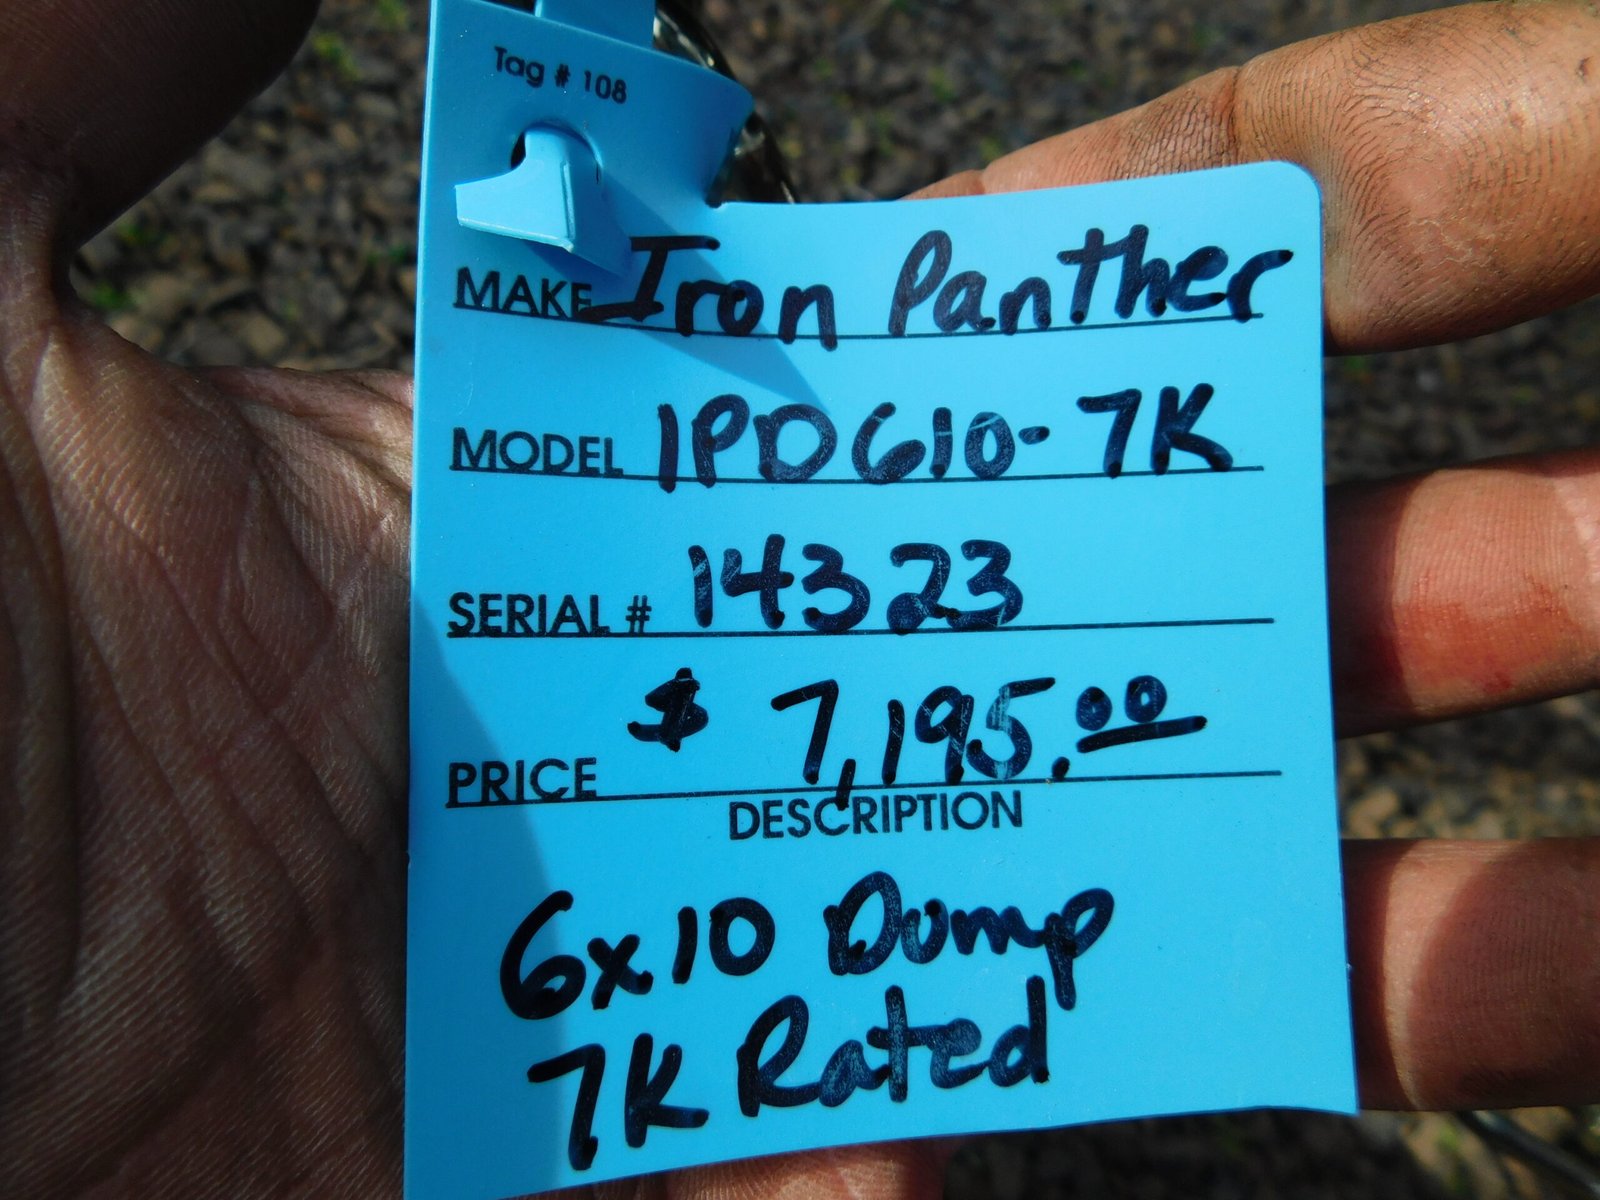 Tag # 108
MAKE Iron Panther
MODEL IPD610-7K
SERIAL # 14323
PRICE $ 7,195.00
DESCRIPTION
6x10 Dump
7K Rated